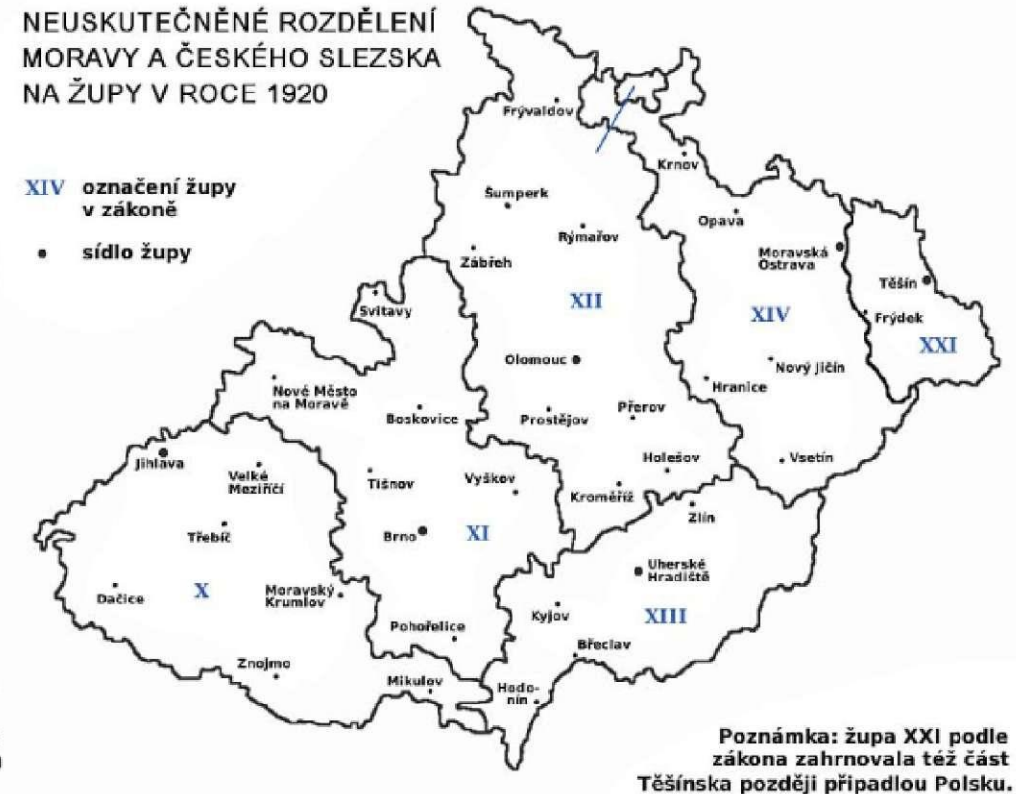 NEUSKUTEČNĚNÉ ROZDĚLENÍ
MORAVY A ČESKÉHO SLEZSKA
NA ŽUPY V ROCE 1920
XIV označení župy
v zákoně
• sídlo župy
Frývaldov
Krnov
Šumperk
Opava
Rýmařov
Moravská
Ostrava
Zábřeh
Těšín
XII
Svitavy
XIV
Frýdek
XXI
Olomouc
Nový Jičín
Hranice
Nové Město
na Moravě
Boskovice
Prostějov
Přerov
Jihlava
Holešov
Vsetín
Velké
Meziříčí
Tišnov
Vyškov
Kroměříž
Zlín
Třebíč
Brno
XI
Uherské
Hradiště
X
Dačice
Moravský
Krumlov
Kyjov
XIII
Pohořelice
Břeclav
Znojmo
Mikulov
Hodo-
nín
Poznámka: župa XXI podle
zákona zahrnovala též část
Těšínska později připadlou Polsku.